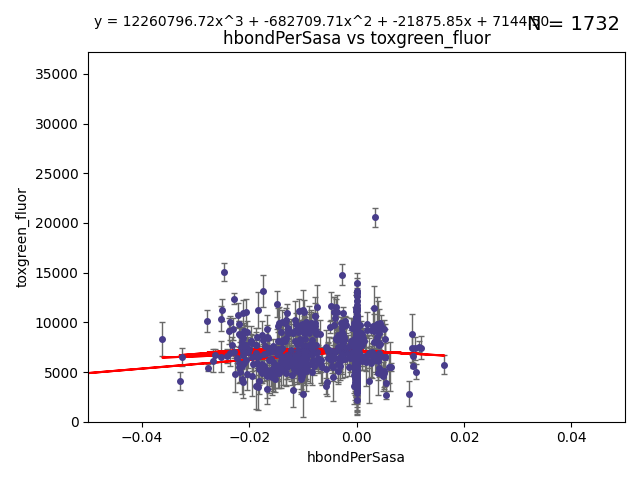 y = 12260796.72x^3 + -682709.71x^2 + -21875.85x + 7144.50
N = 1732
hbondPerSasa vs toxgreen_fluor
35000
30000
25000
20000
15000
10000
5000
0
toxgreen_fluor
−0.04
−0.02
0.00
0.02
0.04
hbondPerSasa